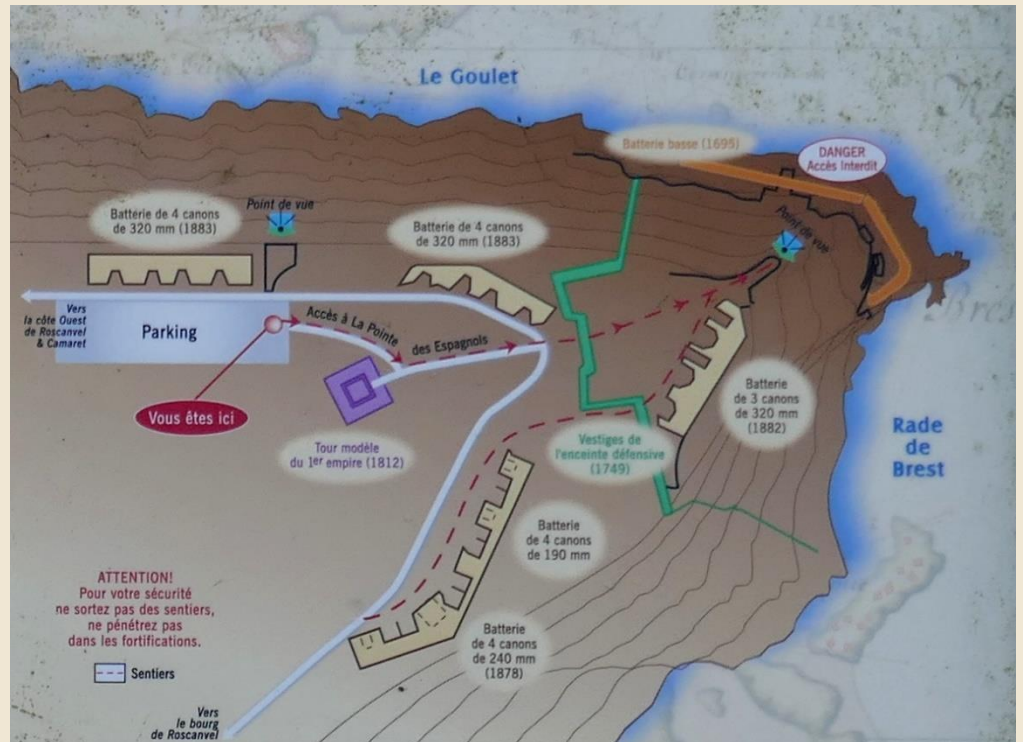 Le Goulet
Batterie basse (1695)
DANGER
Accès Interdit
Batterie de 4 canons
de 320 mm (1883)
Point de vue
Batterie de 4 canons
de 320 mm (1883)
Point de vue
Vers
la côte Ouest
de Roscanvel
& Camaret
Parking
Accès à La Pointe
des Espagnols
Vous êtes ici
Tour modèle
du 1er empire (1812)
Batterie
de 3 canons
de 320 mm
(1882)
Vestiges de
l'enceinte défensive
(1749)
Rade
de
Brest
Batterie
de 4 canons
de 190 mm
ATTENTION!
Pour votre sécurité
ne sortez pas des sentiers,
ne pénétrez pas
dans les fortifications.
Sentiers
Batterie
de 4 canons
de 240 mm
(1878)
Vers
le bourg
de Roscanvel